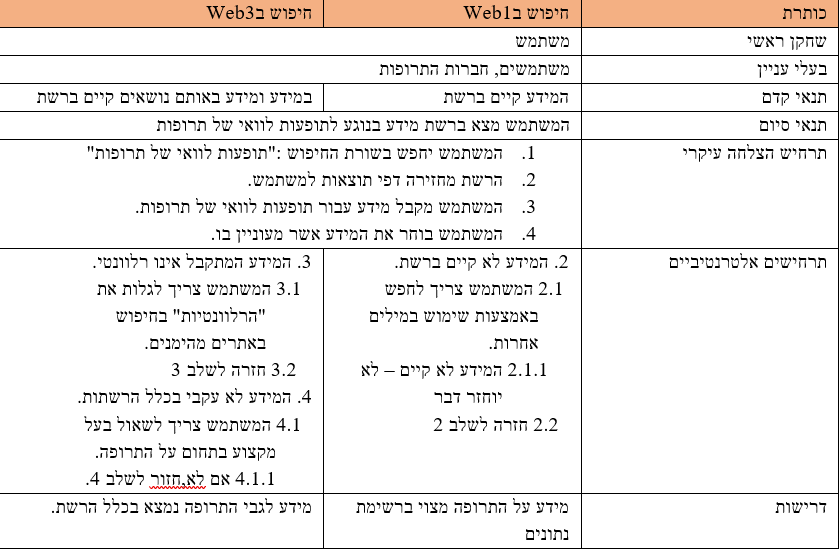 כותרת
חיפוש בWeb1
חיפוש בWeb3
שחקן ראשי
משתמש
בעלי עניין
משתמשים, חברות התרופות
תנאי קדם
המידע קיים ברשת
במידע ומידע באותם נושאים קיים ברשת
תנאי סיום
המשתמש מצא ברשת מידע בנוגע לתופעות לוואי של תרופות
תרחיש הצלחה עיקרי
1. המשתמש יחפש בשורת החיפוש :"תופעות לוואי של תרופות"
2. הרשת מחזירה דפי תוצאות למשתמש.
3. המשתמש מקבל מידע עבור תופעות לוואי של תרופות.
4. המשתמש בוחר את המידע אשר מעוניין בו.
תרחישים אלטרנטיביים
2. המידע לא קיים ברשת.
2.1 המשתמש צריך לחפש
באמצעות שימוש במילים
אחרות.
2.1.1 המידע לא קיים – לא
יוחזר דבר
2.2 חזרה לשלב 2
3. המידע המתקבל אינו רלוונטי.
3.1 המשתמש צריך לגלות את
"הרלוונטיות" בחיפוש
באתרים מהימנים.
3.2 חזרה לשלב 3
4. המידע לא עקבי בכלל הרשתות.
4.1 המשתמש צריך לשאול בעל
מקצוע בתחום על התרופה.
4.1.1 אם לא,חזור לשלב 4.
דרישות
מידע על התרופה מצוי ברשימת
נתונים
מידע לגבי התרופה נמצא בכלל הרשת.